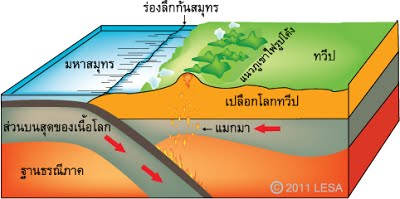 ร่องลึกก้นสมุทร
มหาสมุทร
แนวภูเขาไฟรูปโค้ง
ทวีป
เปลือกโลกทวีป
ส่วนบนสุดของเนื้อโลก
แมกมา
ฐานธรณีภาค
© 2011 LESA